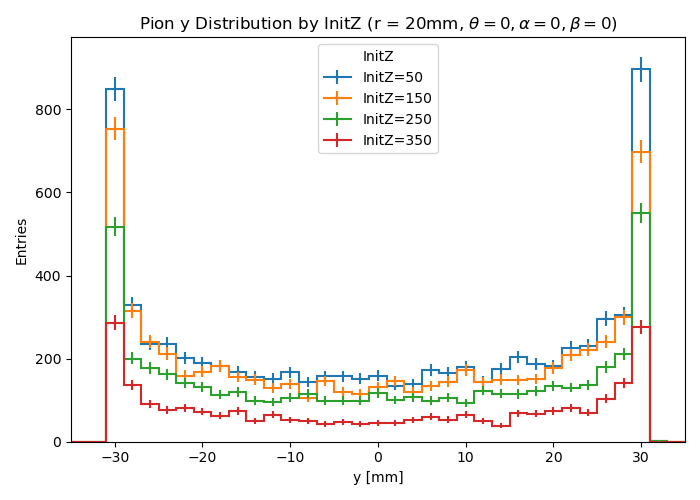 Pion y Distribution by InitZ (r = 20mm, θ = 0, α = 0, β = 0)
InitZ
InitZ=50
InitZ=150
InitZ=250
InitZ=350
Entries
800
600
400
200
0
−30 −20 −10 0 10 20 30
y [mm]